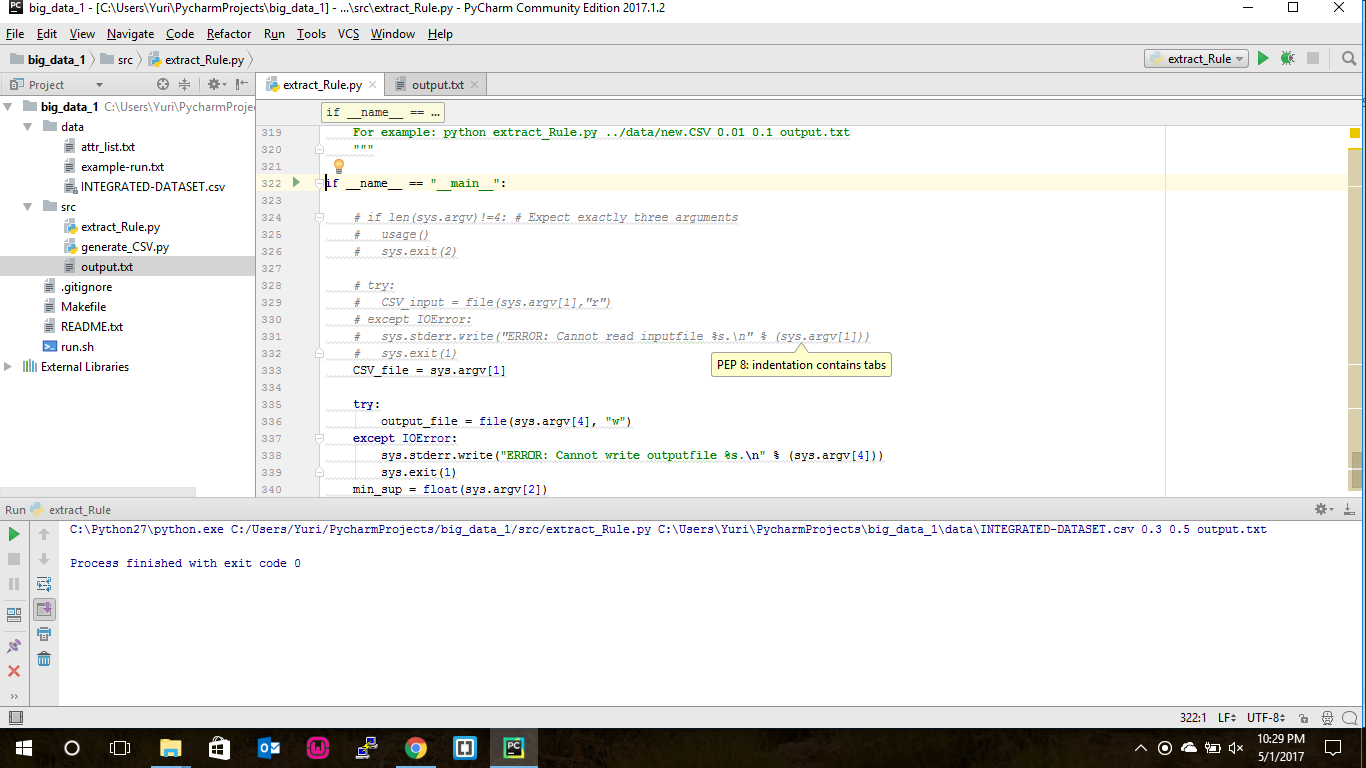 big_data_1 - [C:\Users\Yuri\PycharmProjects\big_data_1] - ...\src\extract_Rule.py - PyCharm Community Edition 2017.1.2
File Edit View Navigate Code Refactor Run Tools VCS Window Help
big_data_1 src extract_Rule.py
extract_Rule
Project
extract_Rule.py
output.txt
big_data_1 C:\Users\Yuri\PycharmProje
data
attr_list.txt
example-run.txt
INTEGRATED-DATASET.csv
src
extract_Rule.py
generate_CSV.py
output.txt
.gitignore
Makefile
README.txt
run.sh
External Libraries
if __name__ == ...
319 For example: python extract_Rule.py ../data/new.CSV 0.01 0.1 output.txt
320 """
321
322 if __name__ == "__main__":
323
324 # if len(sys.argv)!=4: # Expect exactly three arguments
325 # usage()
326 # sys.exit(2)
327
328 # try:
329 # CSV_input = file(sys.argv[1],"r")
330 # except IOError:
331 # sys.stderr.write("ERROR: Cannot read inputfile %s.\n" % (sys.argv[1]))
332 # sys.exit(1)
PEP 8: indentation contains tabs
333 CSV_file = sys.argv[1]
334
335 try:
336 output_file = file(sys.argv[4], "w")
337 except IOError:
338 sys.stderr.write("ERROR: Cannot write outputfile %s.\n" % (sys.argv[4]))
339 sys.exit(1)
340 min_sup = float(sys.argv[2])
Run extract_Rule
C:\Python27\python.exe C:/Users/Yuri/PycharmProjects/big_data_1/src/extract_Rule.py C:\Users\Yuri\PycharmProjects\big_data_1\data\INTEGRATED-DATASET.csv 0.3 0.5 output.txt
Process finished with exit code 0
322:1 LF UTF-8
10:29 PM
5/1/2017